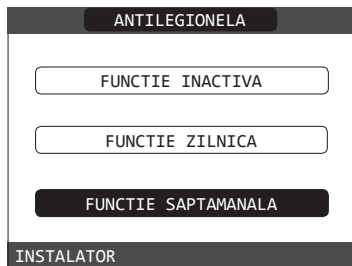 ANTILEGIONELA
FUNCTIE INACTIVA
FUNCTIE ZILNICA
FUNCTIE SAPTAMANALA
INSTALATOR